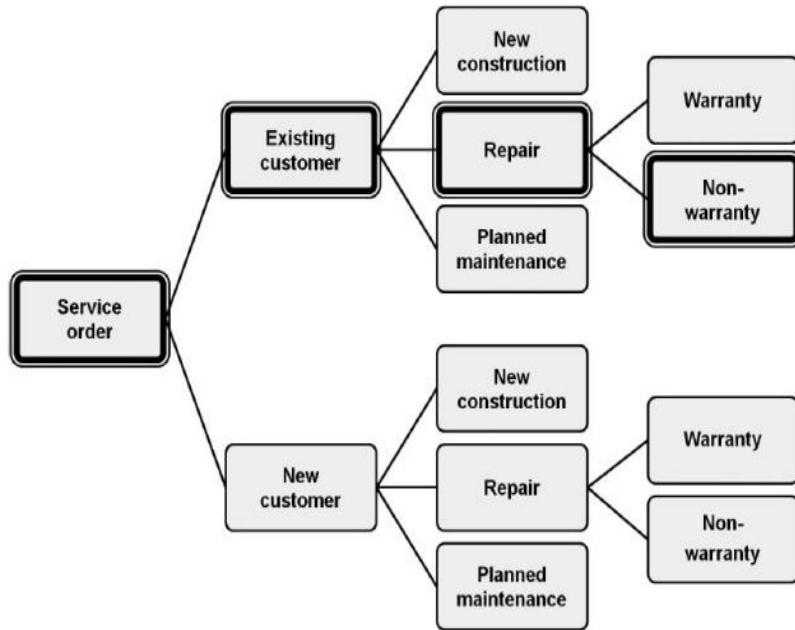 New
construction
Existing
customer
Repair
Warranty
Non-
warranty
Planned
maintenance
Service
order
New
construction
New
customer
Repair
Warranty
Non-
warranty
Planned
maintenance